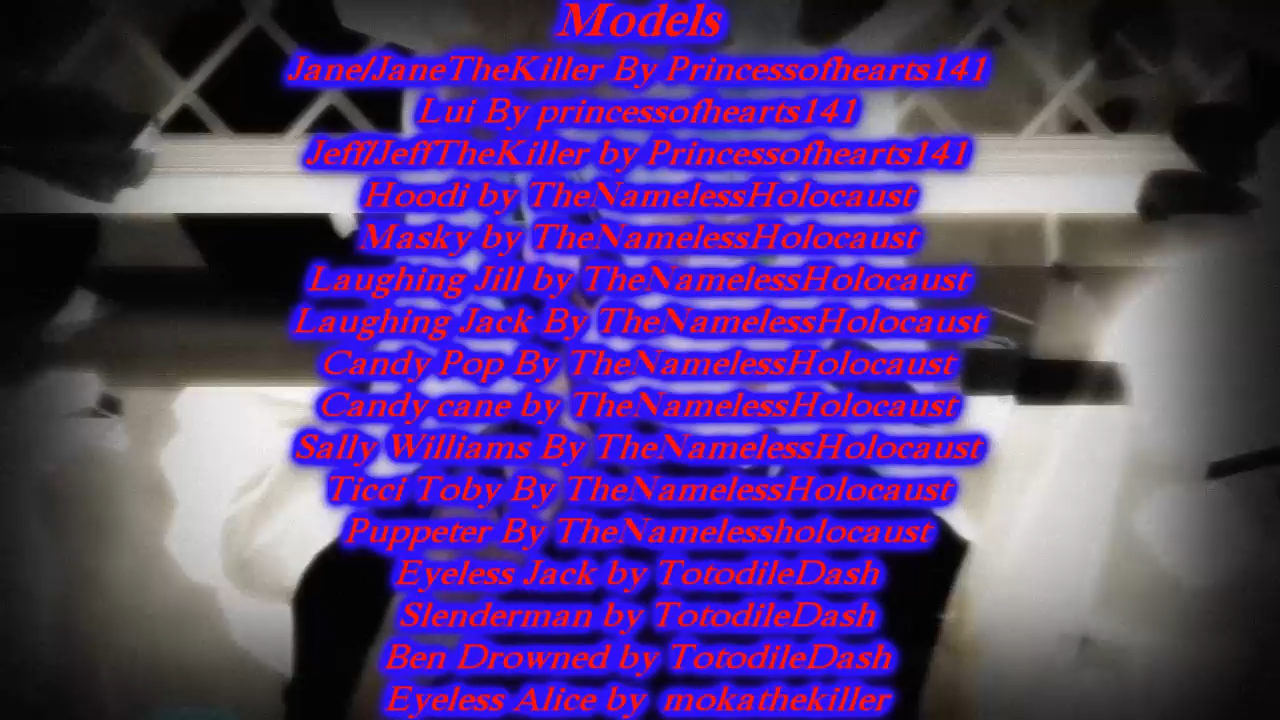 Models
Jane/JaneTheKiller By Princessofhearts141
Lui By princessofhearts141
Jeff/JeffTheKiller by Princessofhearts141
Hoodi by TheNamelessHolocaust
Masky by TheNamelessHolocaust
Laughing Jill by TheNamelessHolocaust
Laughing Jack By TheNamelessHolocaust
Candy Pop By TheNamelessHolocaust
Candy cane by TheNamelessHolocaust
Sally Williams By TheNamelessHolocaust
Ticci Toby By TheNamelessHolocaust
Puppeter By TheNamelessholocaust
Eyeless Jack by TotodileDash
Slenderman by TotodileDash
Ben Drowned by TotodileDash
Eyeless Alice by mokathekiller